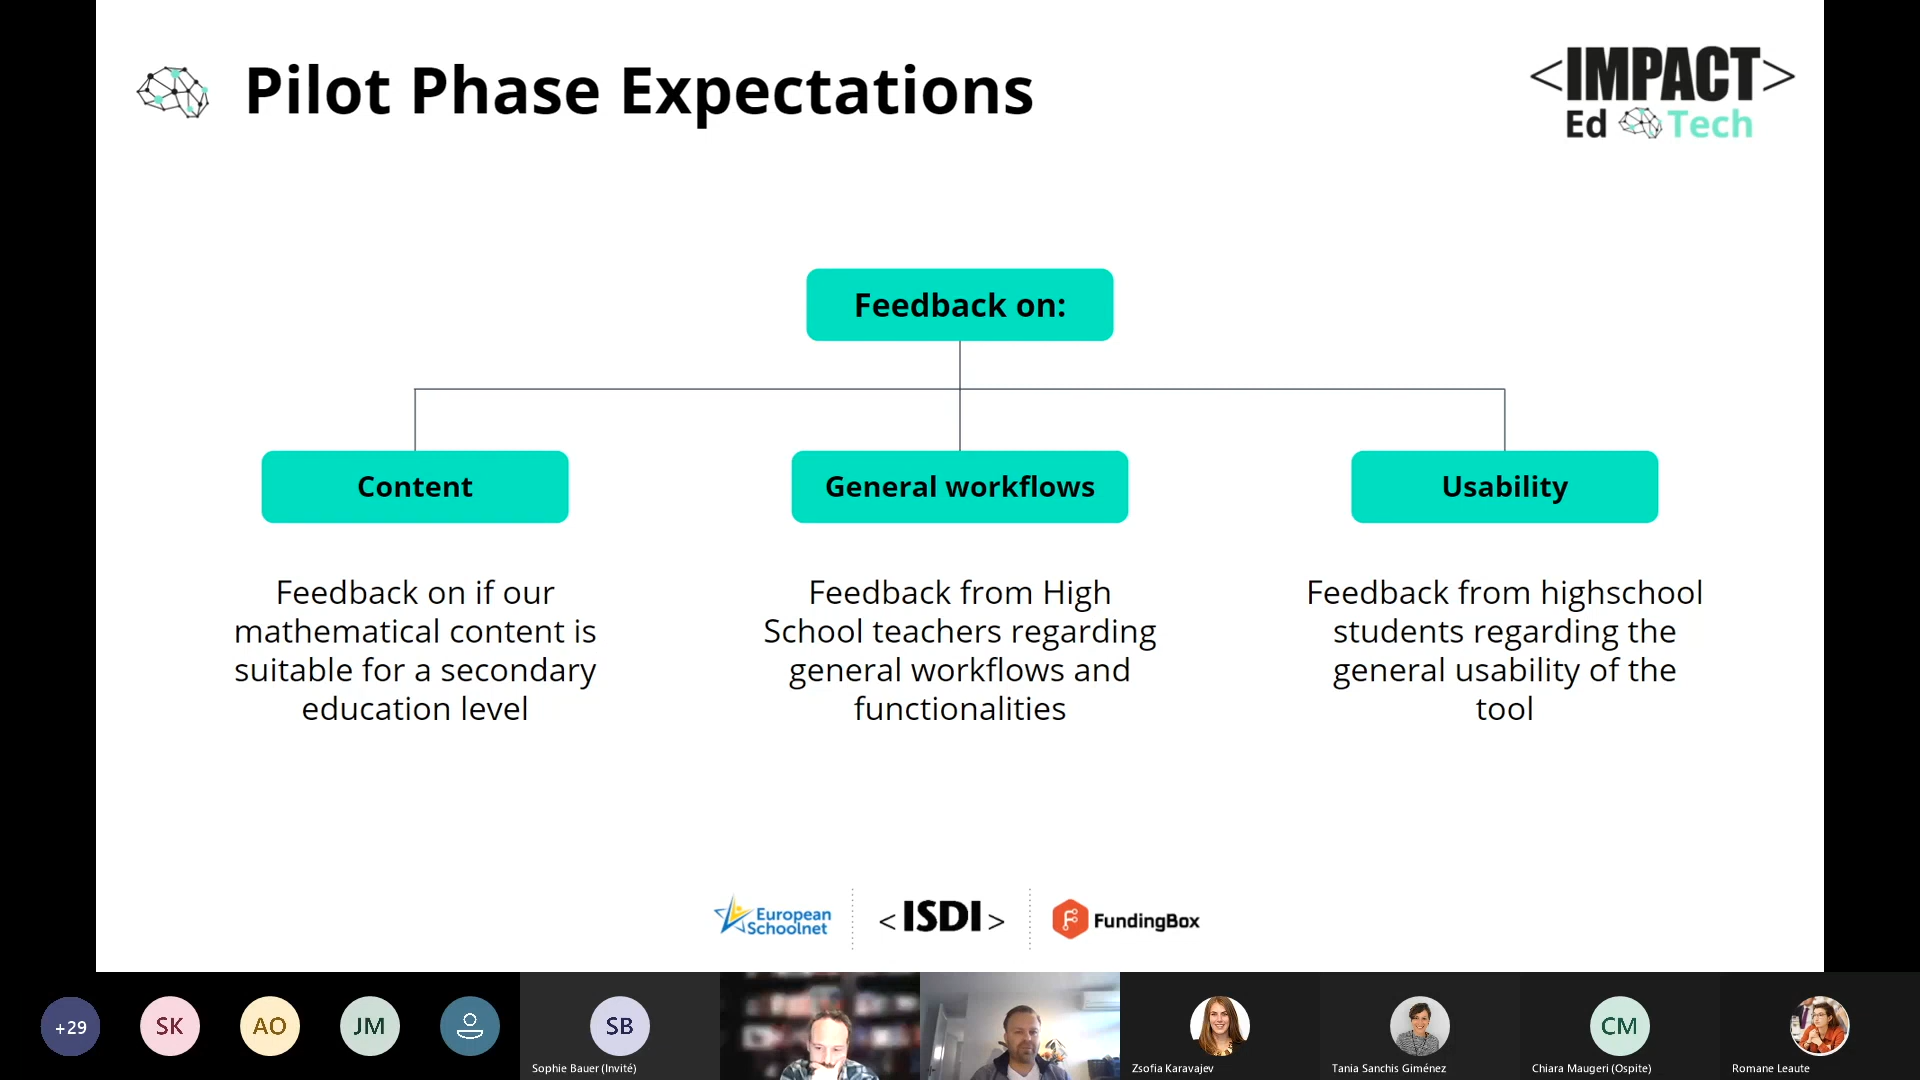 Pilot Phase Expectations
<IMPACT>
Ed Tech
Feedback on:
Content
General workflows
Usability
Feedback on if our
mathematical content is
suitable for a secondary
education level
Feedback from High
School teachers regarding
general workflows and
functionalities
Feedback from highschool
students regarding the
general usability of the
tool
European
Schoolnet
<ISDI>
FundingBox
+29
SK
AO
JM
SB
CM
Sophie Bauer (Invité)
Zsofia Karavajev
Tania Sanchis Giménez
Chiara Maugeri (Ospite)
Romane Leaute